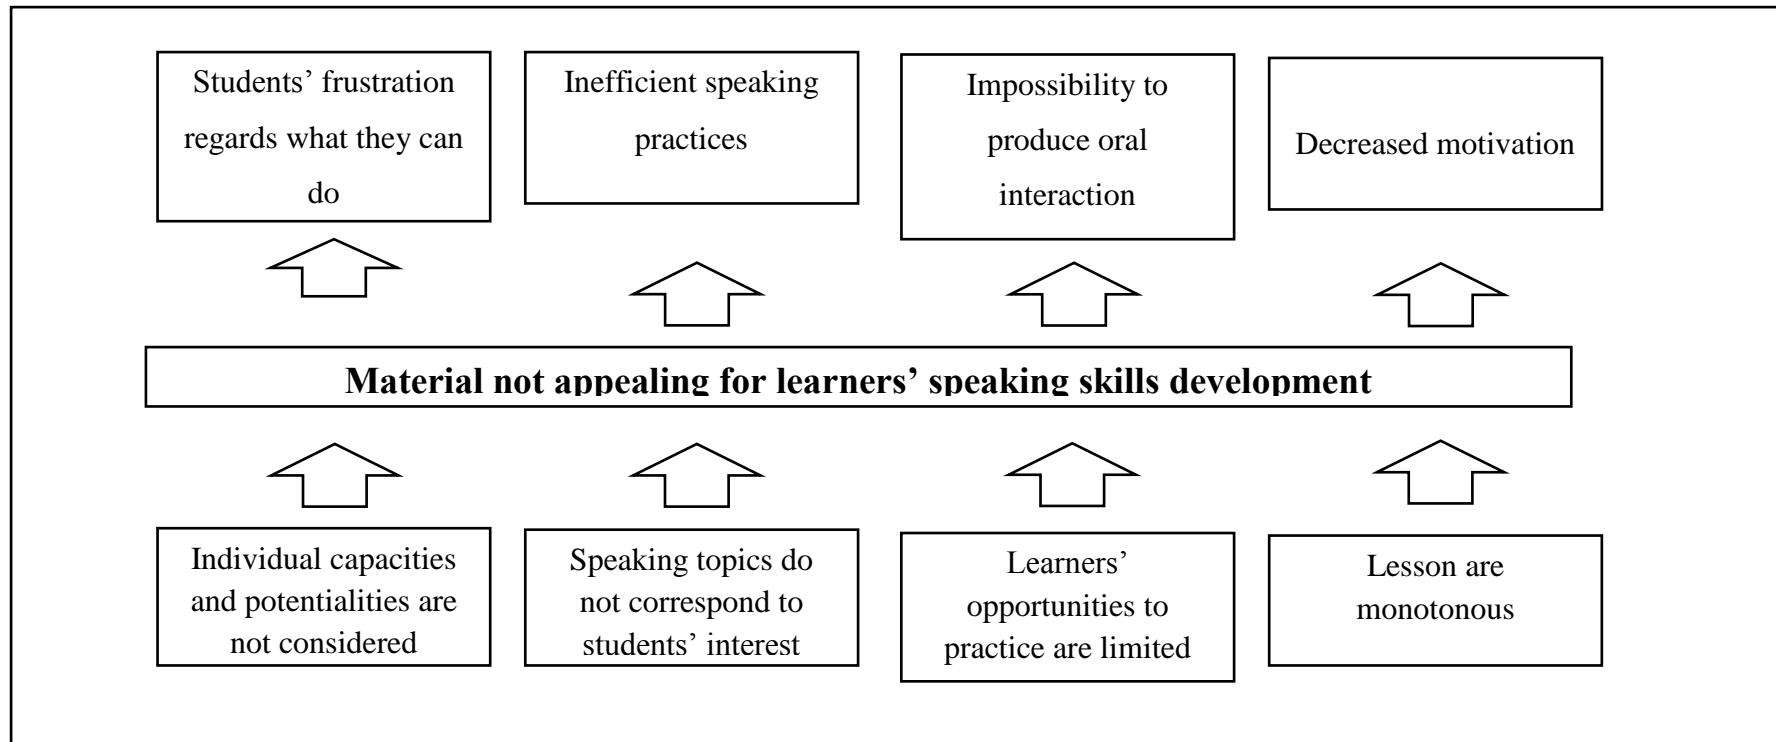 Students’ frustration
regards what they can
do
Inefficient speaking
practices
Impossibility to
produce oral
interaction
Decreased motivation
Material not appealing for learners’ speaking skills development
Individual capacities
and potentialities are
not considered
Speaking topics do
not correspond to
students’ interest
Learners’
opportunities to
practice are limited
Lesson are
monotonous